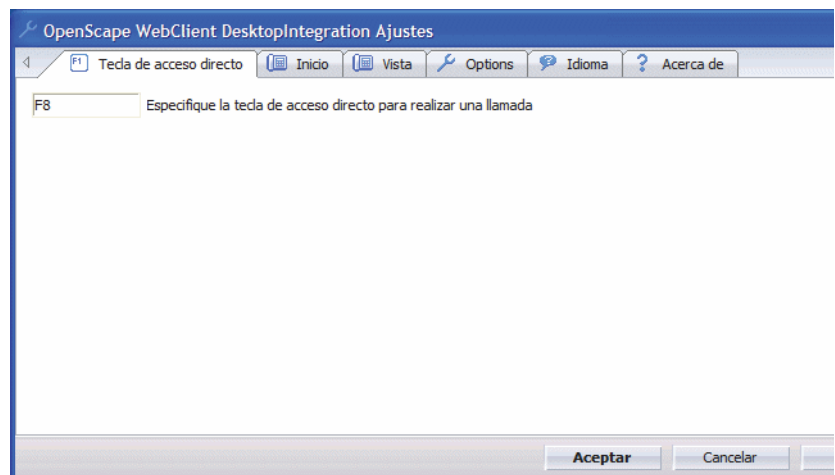 OpenScape WebClient DesktopIntegration Ajustes
F1 Tecla de acceso directo Inicio Vista Options Idioma ? Acerca de
F8 Especifique la tecla de acceso directo para realizar una llamada
Aceptar Cancelar